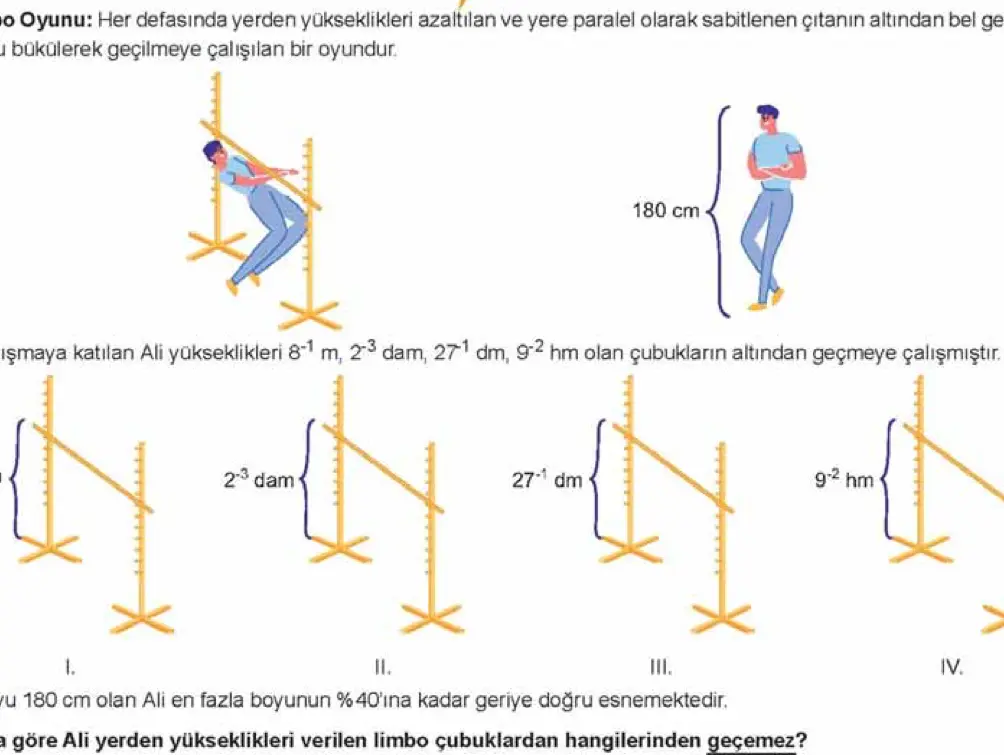 bo Oyunu: Her defasında yerden yükseklikleri azaltılan ve yere paralel olarak sabitlenen çıtanın altından bel ge
u bükülerek geçilmeye çalışılan bir oyundur.
180 cm
ışmaya katılan Ali yükseklikleri 8⁻¹ m, 2⁻³ dam, 27⁻¹ dm, 9⁻² hm olan çubukların altından geçmeye çalışmıştır.
2⁻³ dam
27⁻¹ dm
9⁻² hm
I.
II.
III.
IV.
yu 180 cm olan Ali en fazla boyunun %40'ına kadar geriye doğru esnemektedir.
a göre Ali yerden yükseklikleri verilen limbo çubuklardan hangilerinden geçemez?